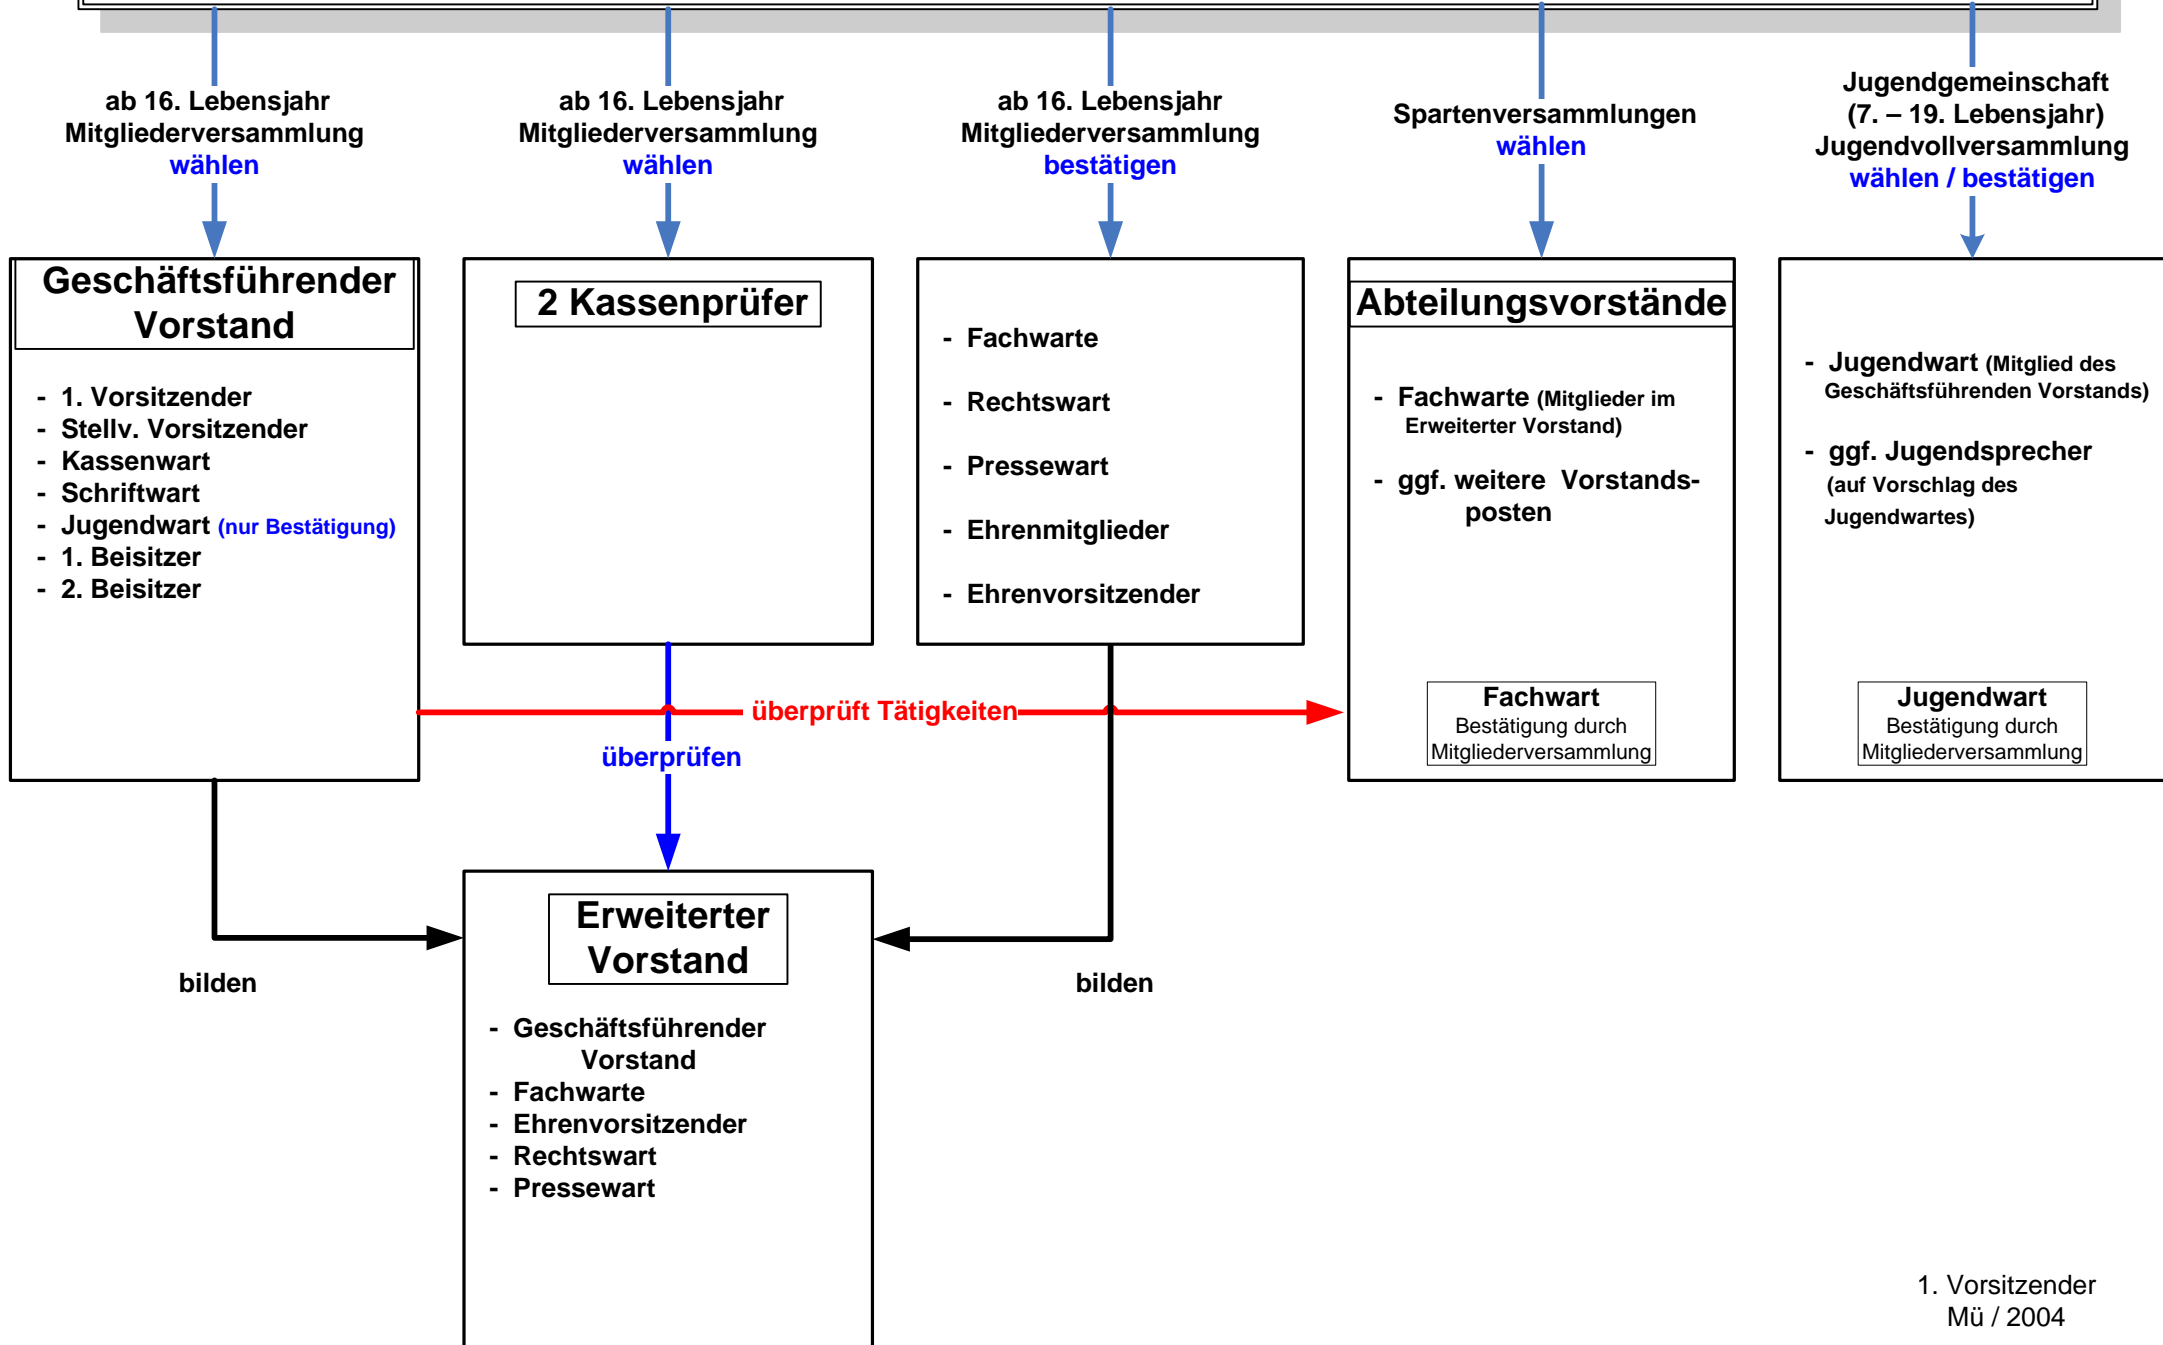 ab 16. Lebensjahr
Mitgliederversammlung
wählen
ab 16. Lebensjahr
Mitgliederversammlung
wählen
ab 16. Lebensjahr
Mitgliederversammlung
bestätigen
Spartenversammlungen
wählen
Jugendgemeinschaft
(7. – 19. Lebensjahr)
Jugendvollversammlung
wählen / bestätigen
Geschäftsführender
Vorstand
- 1. Vorsitzender
- Stellv. Vorsitzender
- Kassenwart
- Schriftwart
- Jugendwart (nur Bestätigung)
- 1. Beisitzer
- 2. Beisitzer
2 Kassenprüfer
- Fachwarte
- Rechtswart
- Pressewart
- Ehrenmitglieder
- Ehrenvorsitzender
Abteilungsvorstände
- Fachwarte (Mitglieder im
Erweiterter Vorstand)
- ggf. weitere Vorstands-
posten
Fachwart
Bestätigung durch
Mitgliederversammlung
- Jugendwart (Mitglied des
Geschäftsführenden Vorstands)
- ggf. Jugendsprecher
(auf Vorschlag des
Jugendwartes)
Jugendwart
Bestätigung durch
Mitgliederversammlung
überprüft Tätigkeiten
überprüfen
bilden
bilden
Erweiterter
Vorstand
- Geschäftsführender
Vorstand
- Fachwarte
- Ehrenvorsitzender
- Rechtswart
- Pressewart
1. Vorsitzender
Mü / 2004